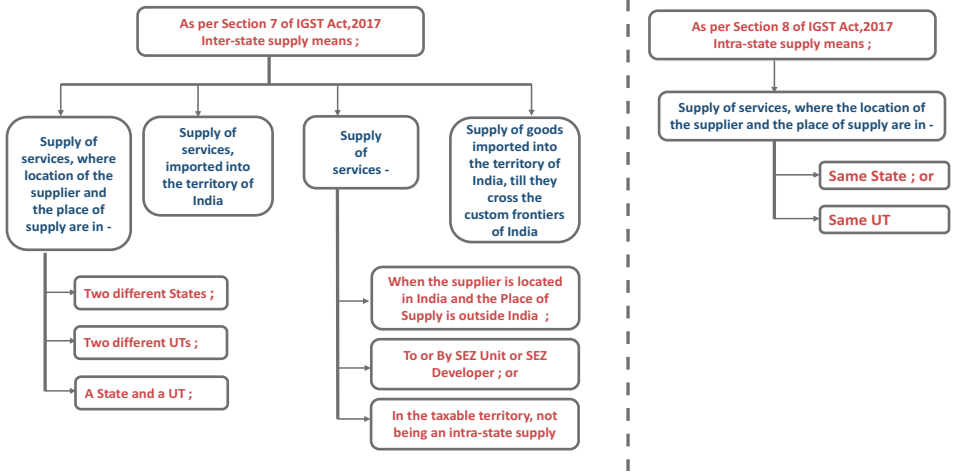 As per Section 7 of IGST Act,2017
Inter-state supply means ;
Supply of
services, where
location of the
supplier and
the place of
supply are in -
Supply of
services,
imported into
the territory of
India
Supply
of
services -
Supply of goods
imported into
the territory of
India, till they
cross the
custom frontiers
of India
Two different States ;
Two different UTs ;
A State and a UT ;
When the supplier is located
in India and the Place of
Supply is outside India ;
To or By SEZ Unit or SEZ
Developer ; or
In the taxable territory, not
being an intra-state supply
As per Section 8 of IGST Act,2017
Intra-state supply means ;
Supply of services, where the location of
the supplier and the place of supply are in -
Same State ; or
Same UT